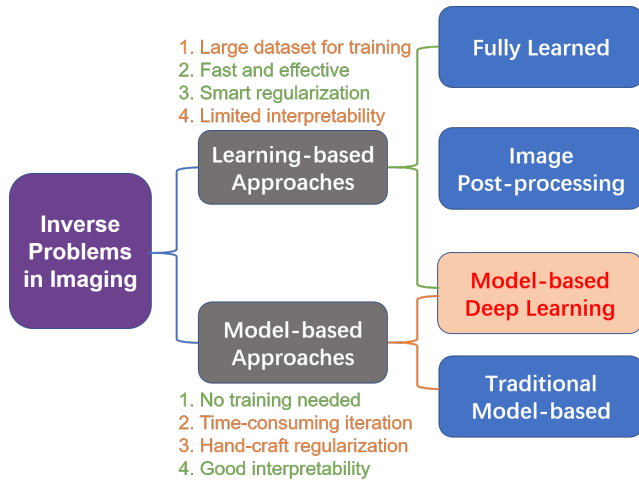 1. Large dataset for training
2. Fast and effective
3. Smart regularization
4. Limited interpretability
Fully Learned
Learning-based
Approaches
Image
Post-processing
Inverse
Problems
in Imaging
Model-based
Deep Learning
Model-based
Approaches
Traditional
Model-based
1. No training needed
2. Time-consuming iteration
3. Hand-craft regularization
4. Good interpretability